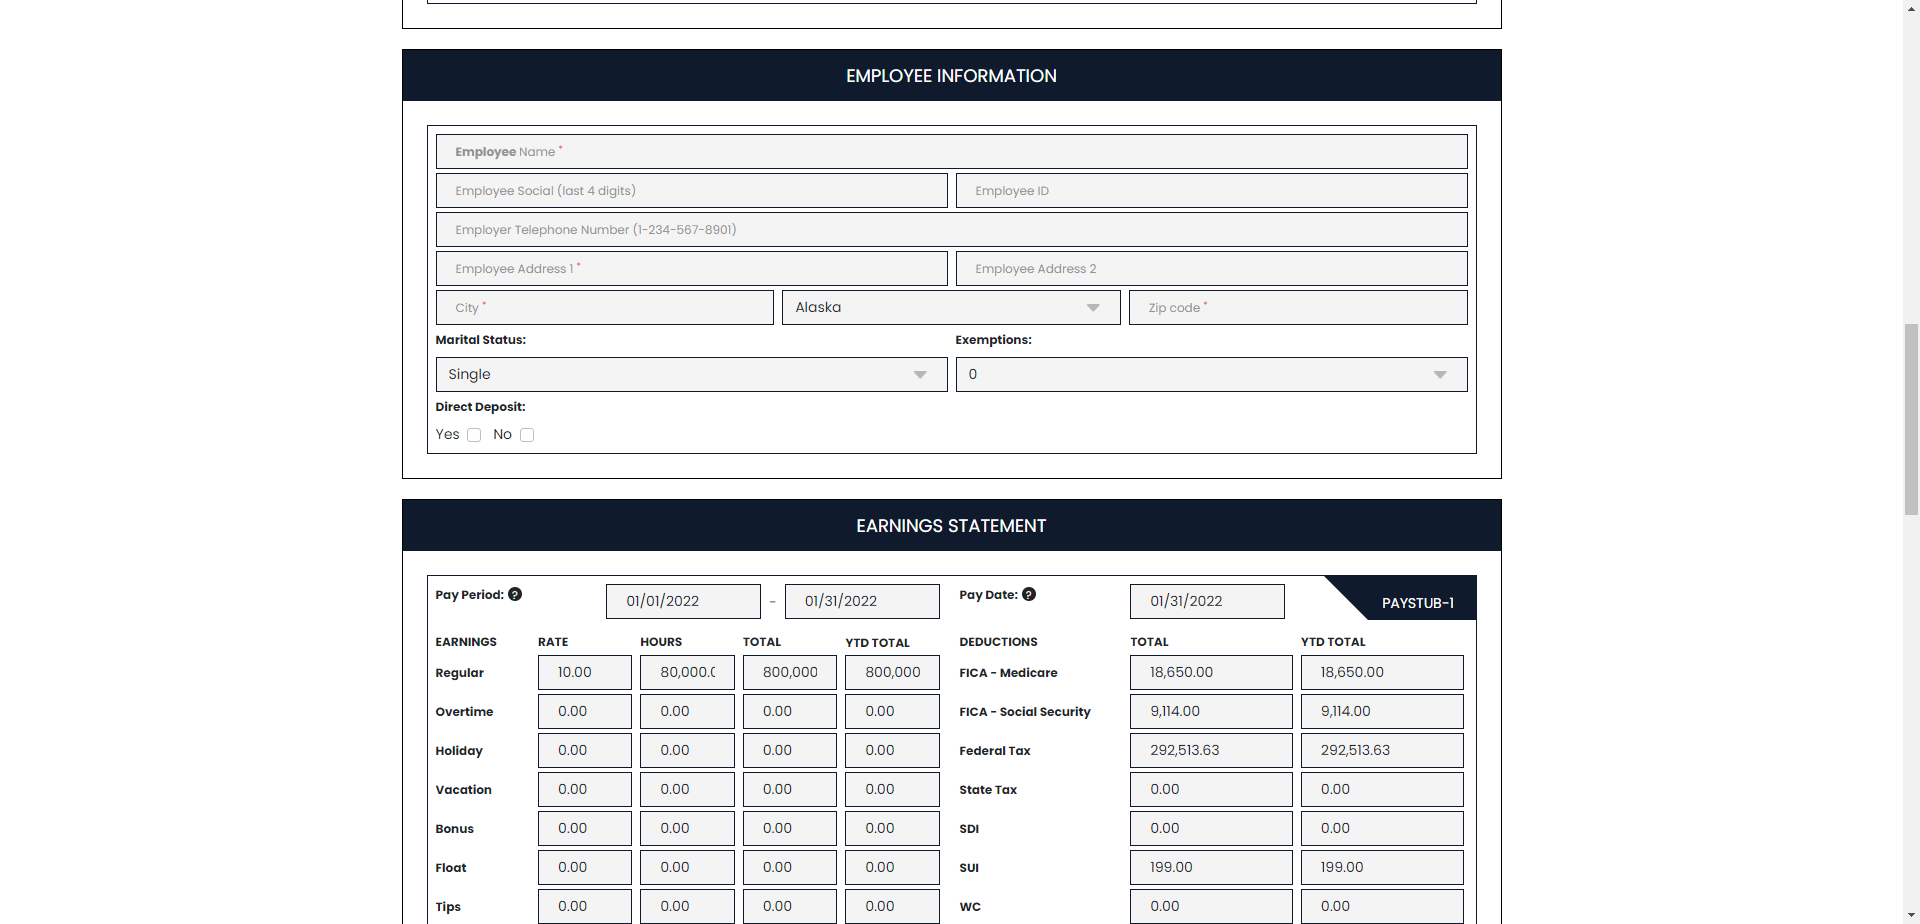 EMPLOYEE INFORMATION
Employee Name *
Employee Social (last 4 digits) Employee ID
Employer Telephone Number (1-234-567-8901)
Employee Address 1 * Employee Address 2
City * Alaska Zip code *
Marital Status: Exemptions:
Single 0
Direct Deposit:
Yes No
EARNINGS STATEMENT
Pay Period: ? 01/01/2022 - 01/31/2022 Pay Date: ? 01/31/2022 PAYSTUB-1
EARNINGS RATE HOURS TOTAL YTD TOTAL DEDUCTIONS TOTAL YTD TOTAL
Regular 10.00 80,000.0 800,000 800,000 FICA - Medicare 18,650.00 18,650.00
Overtime 0.00 0.00 0.00 0.00 FICA - Social Security 9,114.00 9,114.00
Holiday 0.00 0.00 0.00 0.00 Federal Tax 292,513.63 292,513.63
Vacation 0.00 0.00 0.00 0.00 State Tax 0.00 0.00
Bonus 0.00 0.00 0.00 0.00 SDI 0.00 0.00
Float 0.00 0.00 0.00 0.00 SUI 199.00 199.00
Tips 0.00 0.00 0.00 0.00 WC 0.00 0.00